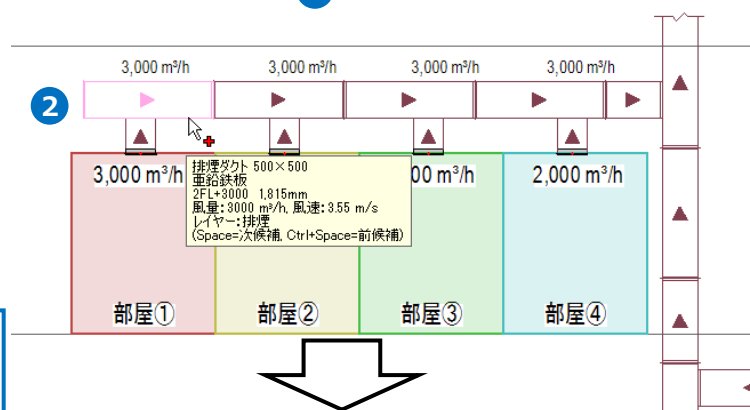 3,000 m³/h 3,000 m³/h 3,000 m³/h 3,000 m³/h
2
3,000 m³/h 00 m³/h 2,000 m³/h
排煙ダクト 500×500
亜鉛鉄板
2FL+3000 1,815mm
風量:3000 m³/h, 風速:3.55 m/s
レイヤー:排煙
(Space=次候補, Ctrl+Space=前候補)
部屋① 部屋② 部屋③ 部屋④